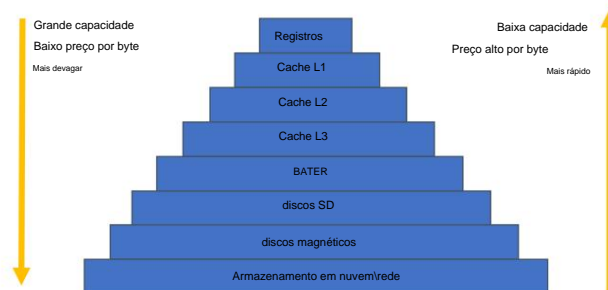 Grande capacidade
Baixo preço por byte
Mais devagar
Baixa capacidade
Preço alto por byte
Mais rápido
Registros
Cache L1
Cache L2
Cache L3
BATER
discos SD
discos magnéticos
Armazenamento em nuvem\rede